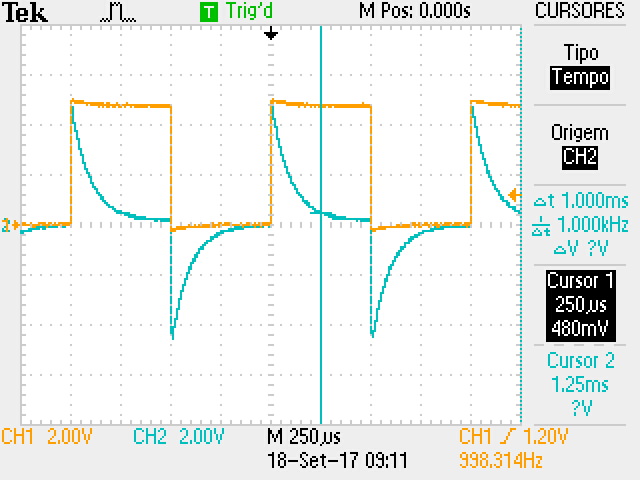 Tek T Trig'd M Pos: 0.000s CURSORES
Tipo
Tempo
Origem
CH2
Δt 1.000ms
1/Δt 1.000kHz
ΔV ?V
Cursor 1
250µs
480mV
Cursor 2
1.25ms
?V
CH1 2.00V CH2 2.00V M 250µs CH1 / 1.20V
18-Set-17 09:11 998.314Hz